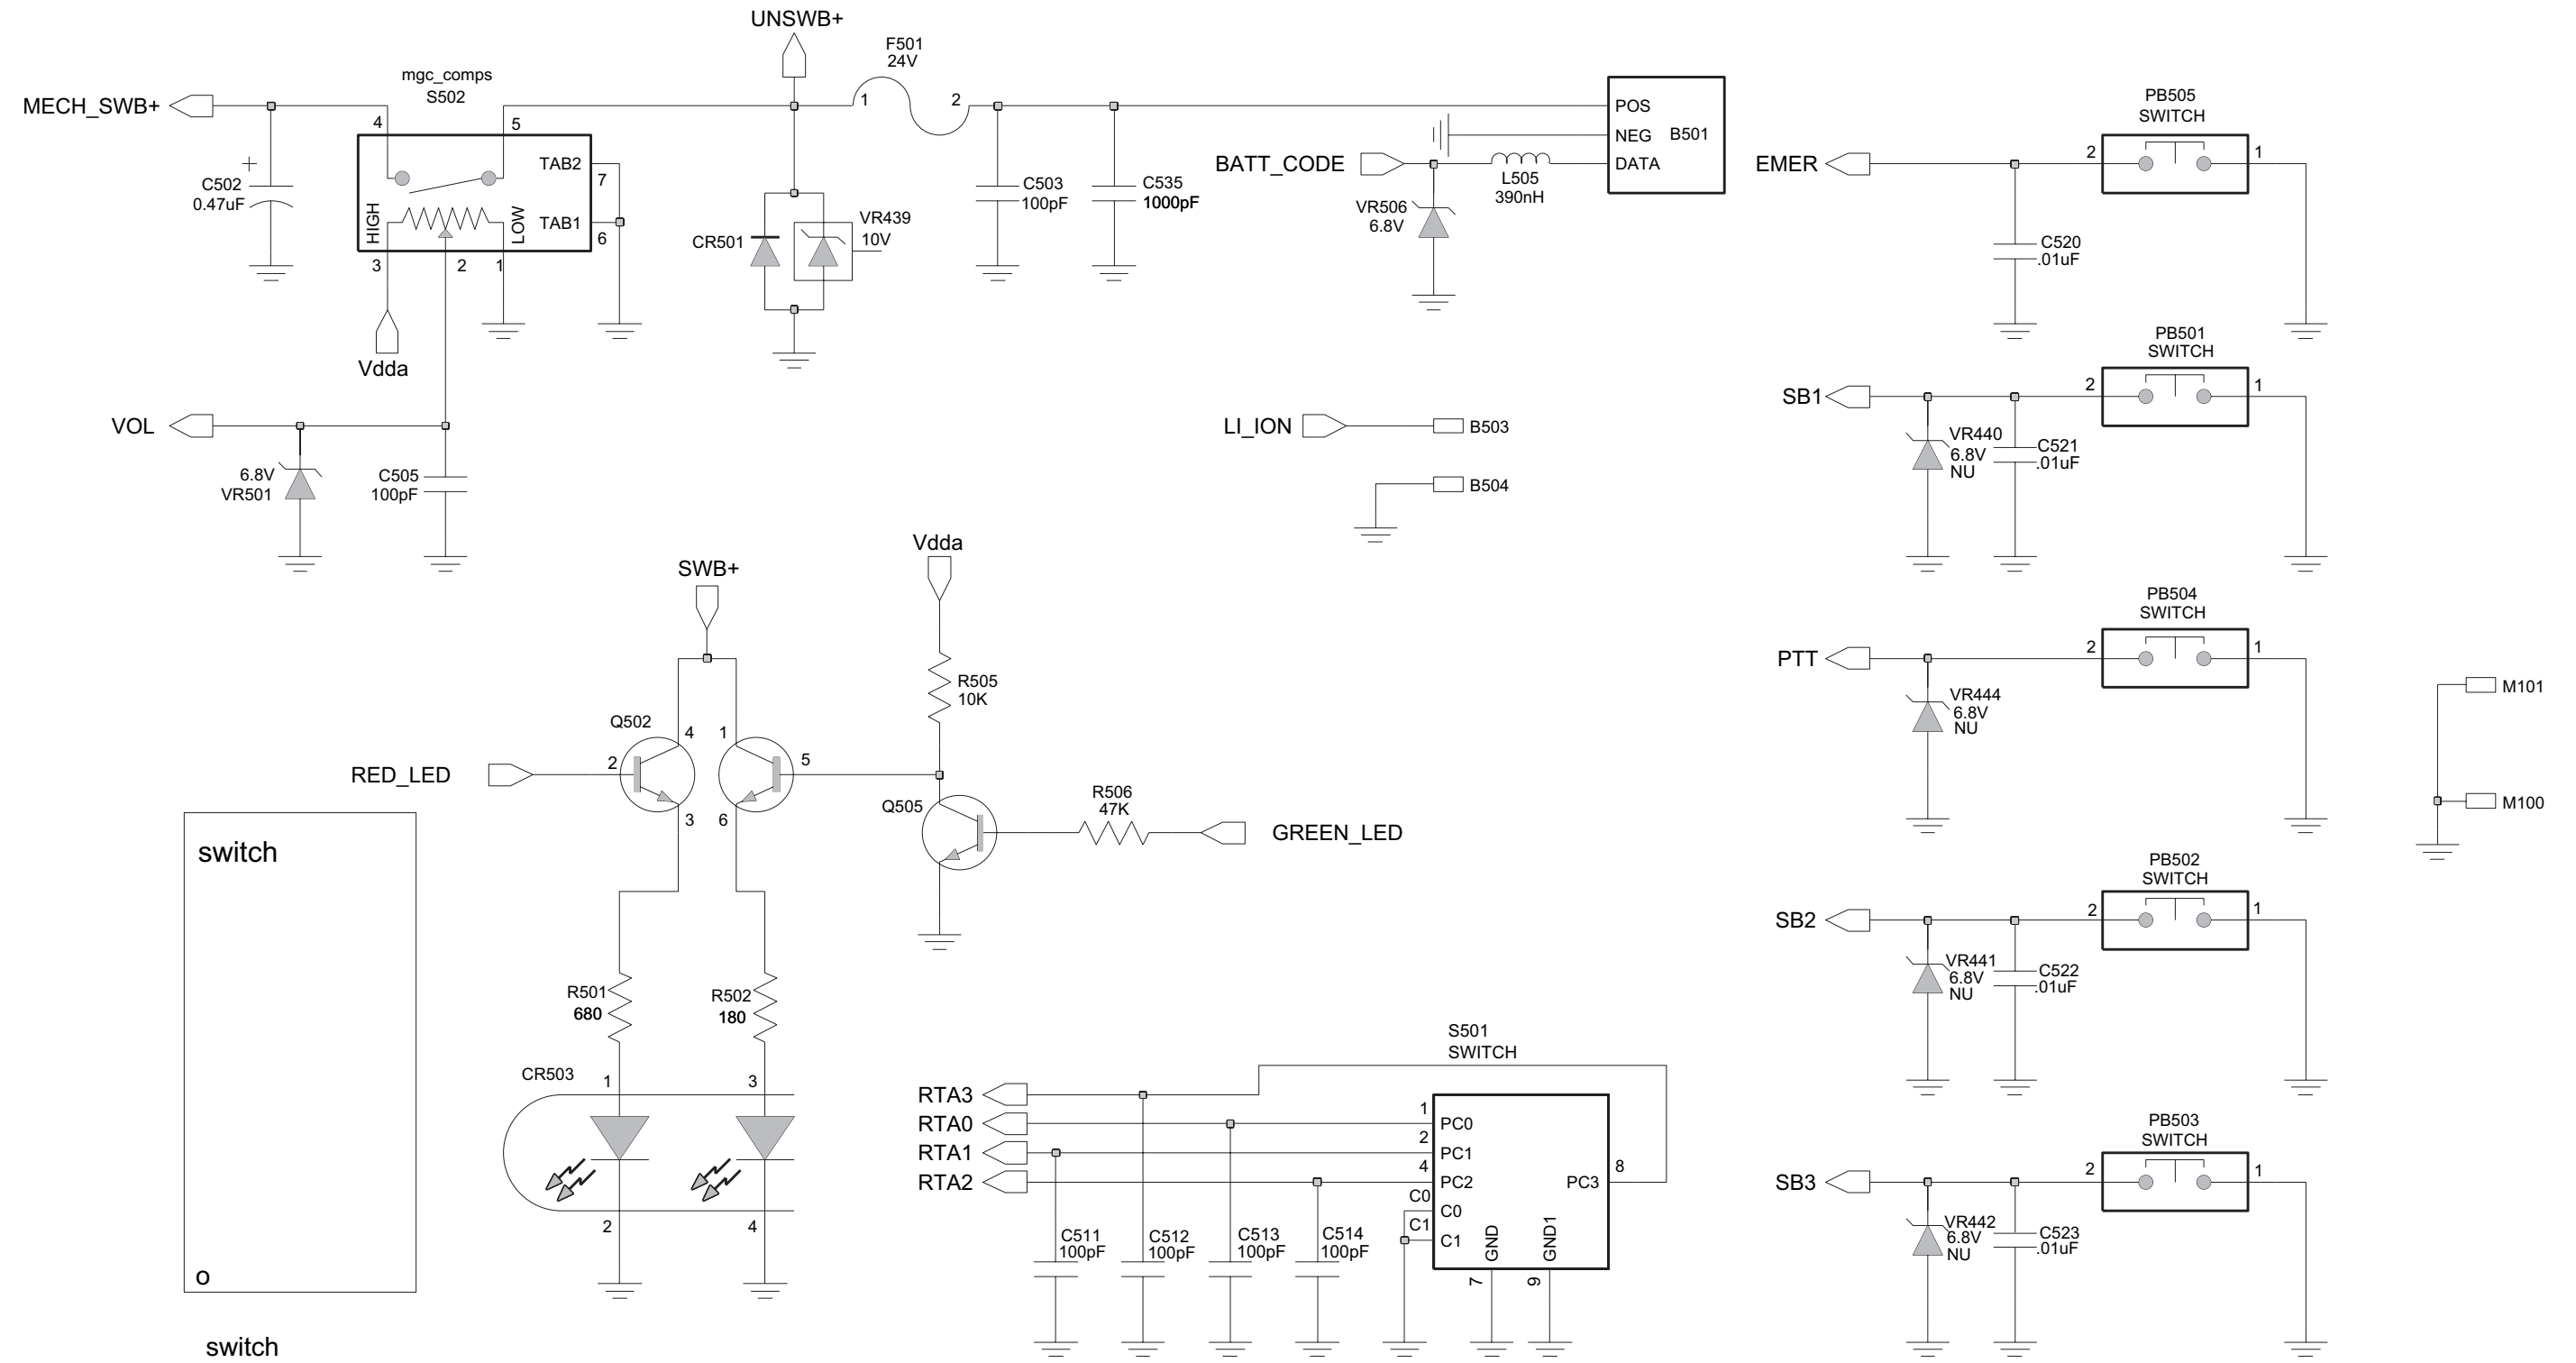 UNSWB+
F501
24V
mgc_comps
S502
MECH_SWB+
4
5
1
2
POS
NEG
DATA
B501
TAB2
7
TAB1
6
HIGH
LOW
3
2
1
+
C502
0.47uF
Vdda
CR501
VR439
10V
C503
100pF
C535
1000pF
BATT_CODE
L505
390nH
VR506
6.8V
PB505
SWITCH
EMER
2
1
C520
.01uF
VOL
6.8V
VR501
C505
100pF
LI_ION
B503
B504
PB501
SWITCH
SB1
2
1
VR440
6.8V
NU
C521
.01uF
SWB+
Vdda
R505
10K
Q502
4
1
RED_LED
2
5
3
6
Q505
R506
47K
GREEN_LED
PB504
SWITCH
PTT
2
1
VR444
6.8V
NU
M101
M100
switch
o
switch
R501
680
R502
180
CR503
1
3
2
4
PB502
SWITCH
SB2
2
1
VR441
6.8V
NU
C522
.01uF
S501
SWITCH
RTA3
RTA0
RTA1
RTA2
1
2
4
C0
C1
PC0
PC1
PC2
C0
C1
PC3
8
GND
GND1
7
9
C511
100pF
C512
100pF
C513
100pF
C514
100pF
PB503
SWITCH
SB3
2
1
VR442
6.8V
NU
C523
.01uF